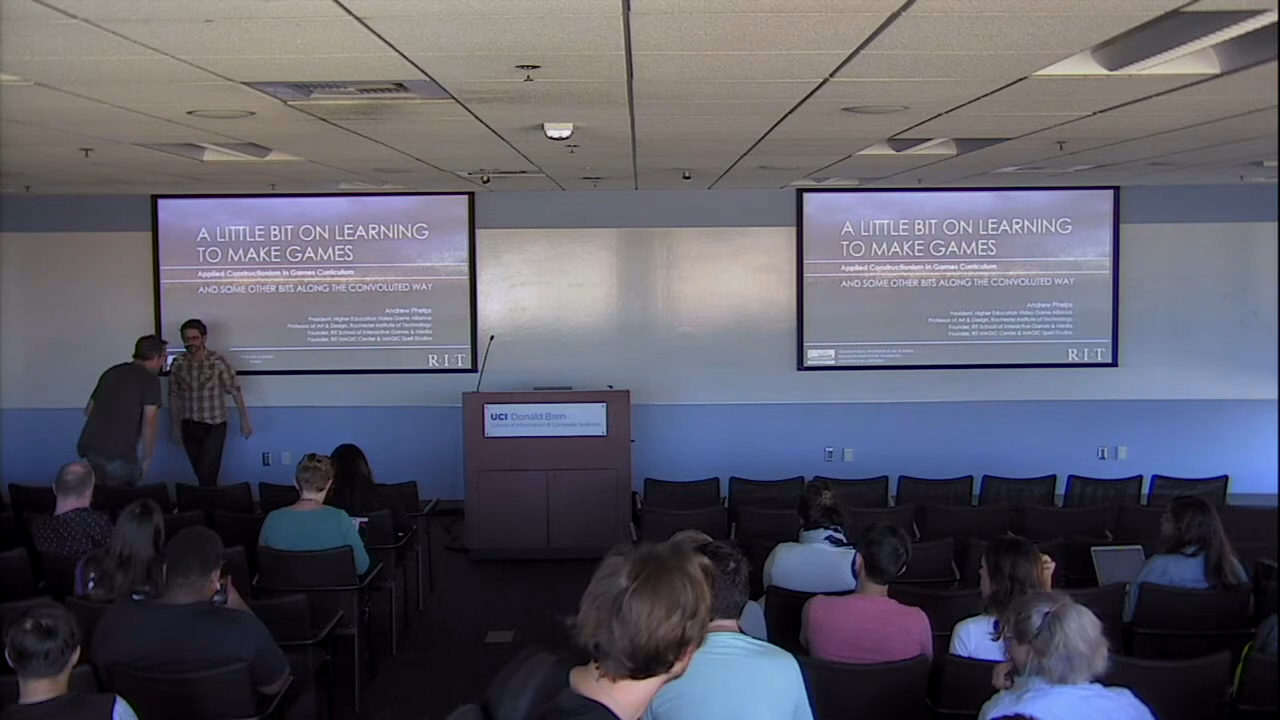 A LITTLE BIT ON LEARNING
TO MAKE GAMES
Applied Constructionism in Games Curriculum
AND SOME OTHER BITS ALONG THE CONVOLUTED WAY
Andrew Phelps
President, Higher Education Video Game Alliance
Professor of Art & Design, Rochester Institute of Technology
Founder, RIT School of Interactive Games & Media
Founder, RIT MAGIC Center & MAGIC Spell Studios
R·I·T
A LITTLE BIT ON LEARNING
TO MAKE GAMES
Applied Constructionism in Games Curriculum
AND SOME OTHER BITS ALONG THE CONVOLUTED WAY
Andrew Phelps
President, Higher Education Video Game Alliance
Professor of Art & Design, Rochester Institute of Technology
Founder, RIT School of Interactive Games & Media
Founder, RIT MAGIC Center & MAGIC Spell Studios
R·I·T
UCI Donald Bren
School of Information & Computer Sciences